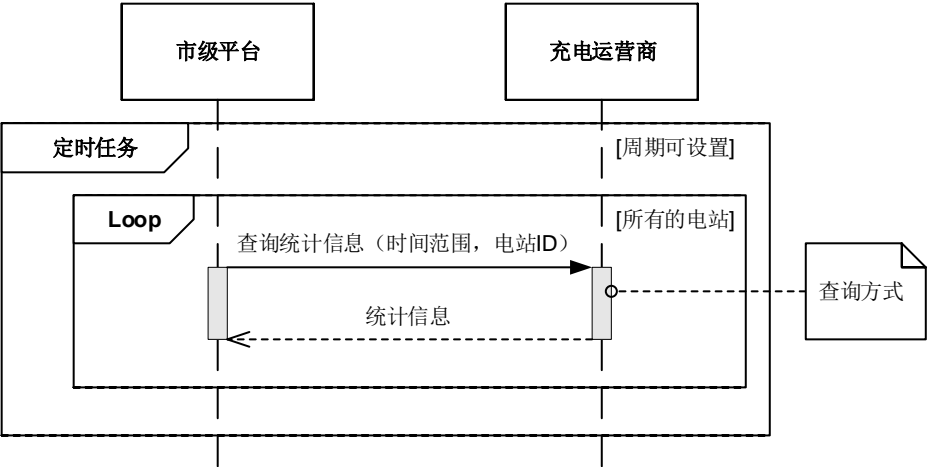 市级平台
充电运营商
定时任务
[周期可设置]
Loop
[所有的电站]
查询统计信息（时间范围，电站ID）
查询方式
统计信息